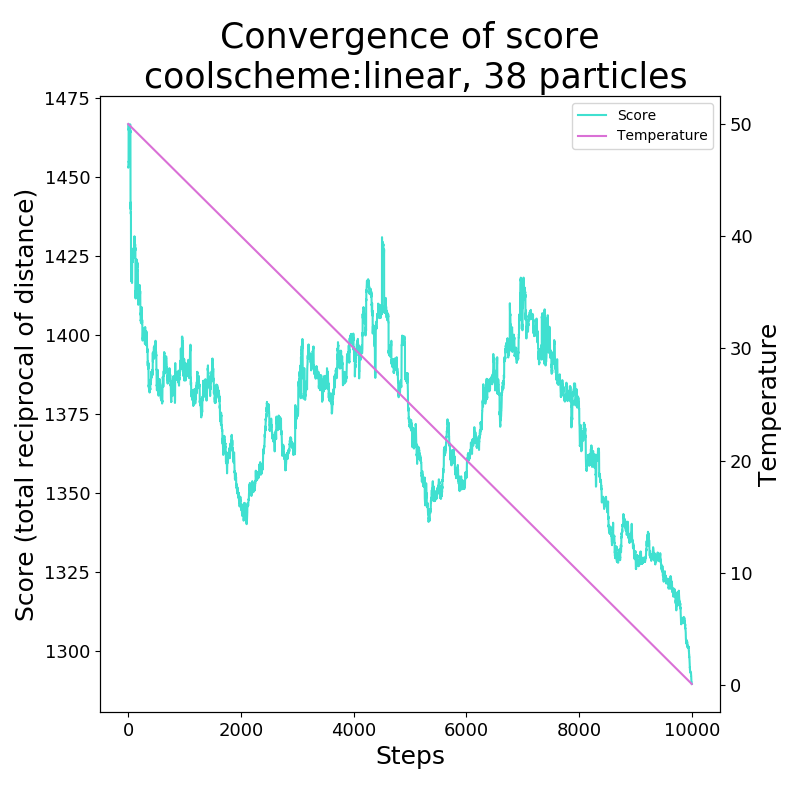 Convergence of score
coolscheme:linear, 38 particles
Score
Temperature
Score (total reciprocal of distance)
1475
1450
1425
1400
1375
1350
1325
1300
50
40
30
20
10
0
Temperature
0
2000
4000
6000
8000
10000
Steps